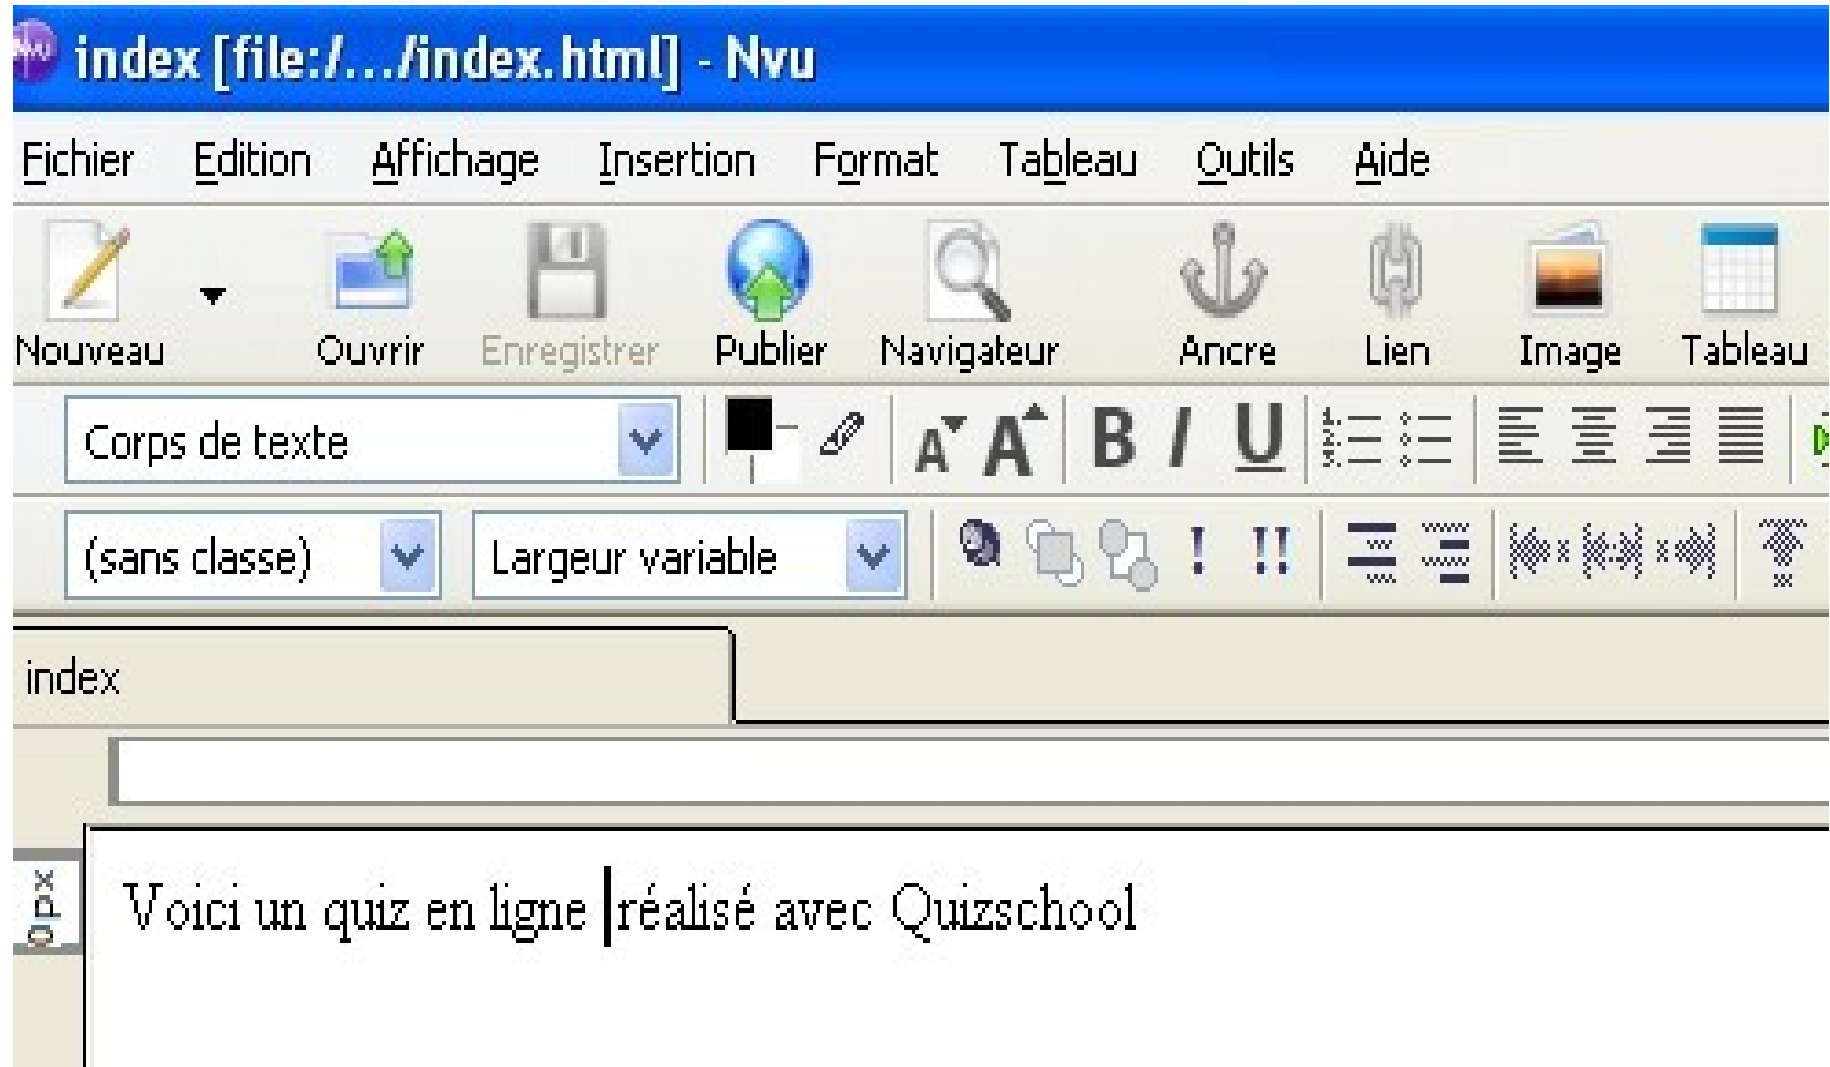 index [file:/.../index.html] - Nvu
Fichier Edition Affichage Insertion Format Tableau Outils Aide
Nouveau Ouvrir Enregistrer Publier Navigateur Ancre Lien Image Tableau
Corps de texte A A B I U
(sans classe) Largeur variable ! !!
index
0px
Voici un quiz en ligne réalisé avec Quizschool